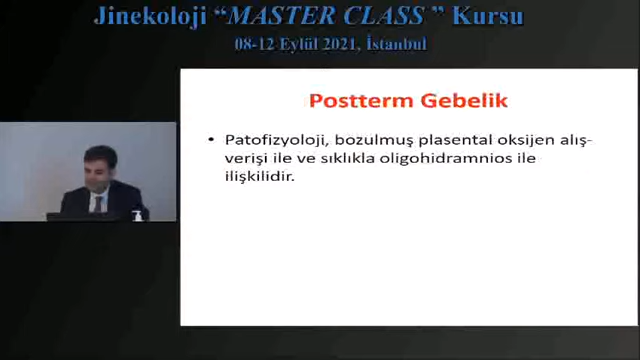 Jinekoloji “MASTER CLASS ” Kursu
08-12 Eylül 2021, İstanbul
Postterm Gebelik
• Patofizyoloji, bozulmuş plasental oksijen alış-
verişi ile ve sıklıkla oligohidramnios ile
ilişkilidir.